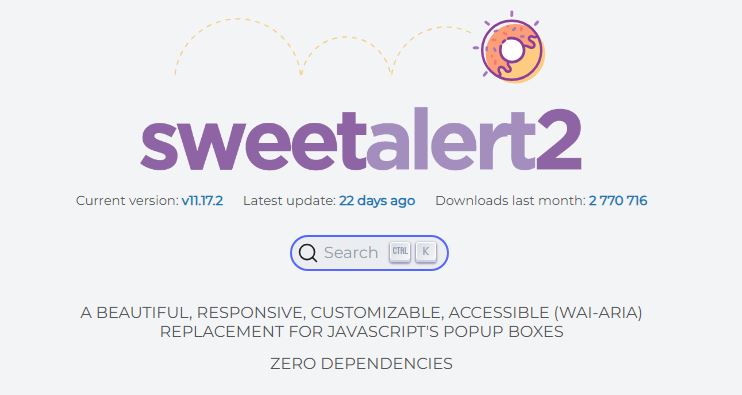 sweetalert2
Current version: v11.17.2 Latest update: 22 days ago Downloads last month: 2 770 716
Search CTRL K
A BEAUTIFUL, RESPONSIVE, CUSTOMIZABLE, ACCESSIBLE (WAI-ARIA)
REPLACEMENT FOR JAVASCRIPT'S POPUP BOXES
ZERO DEPENDENCIES